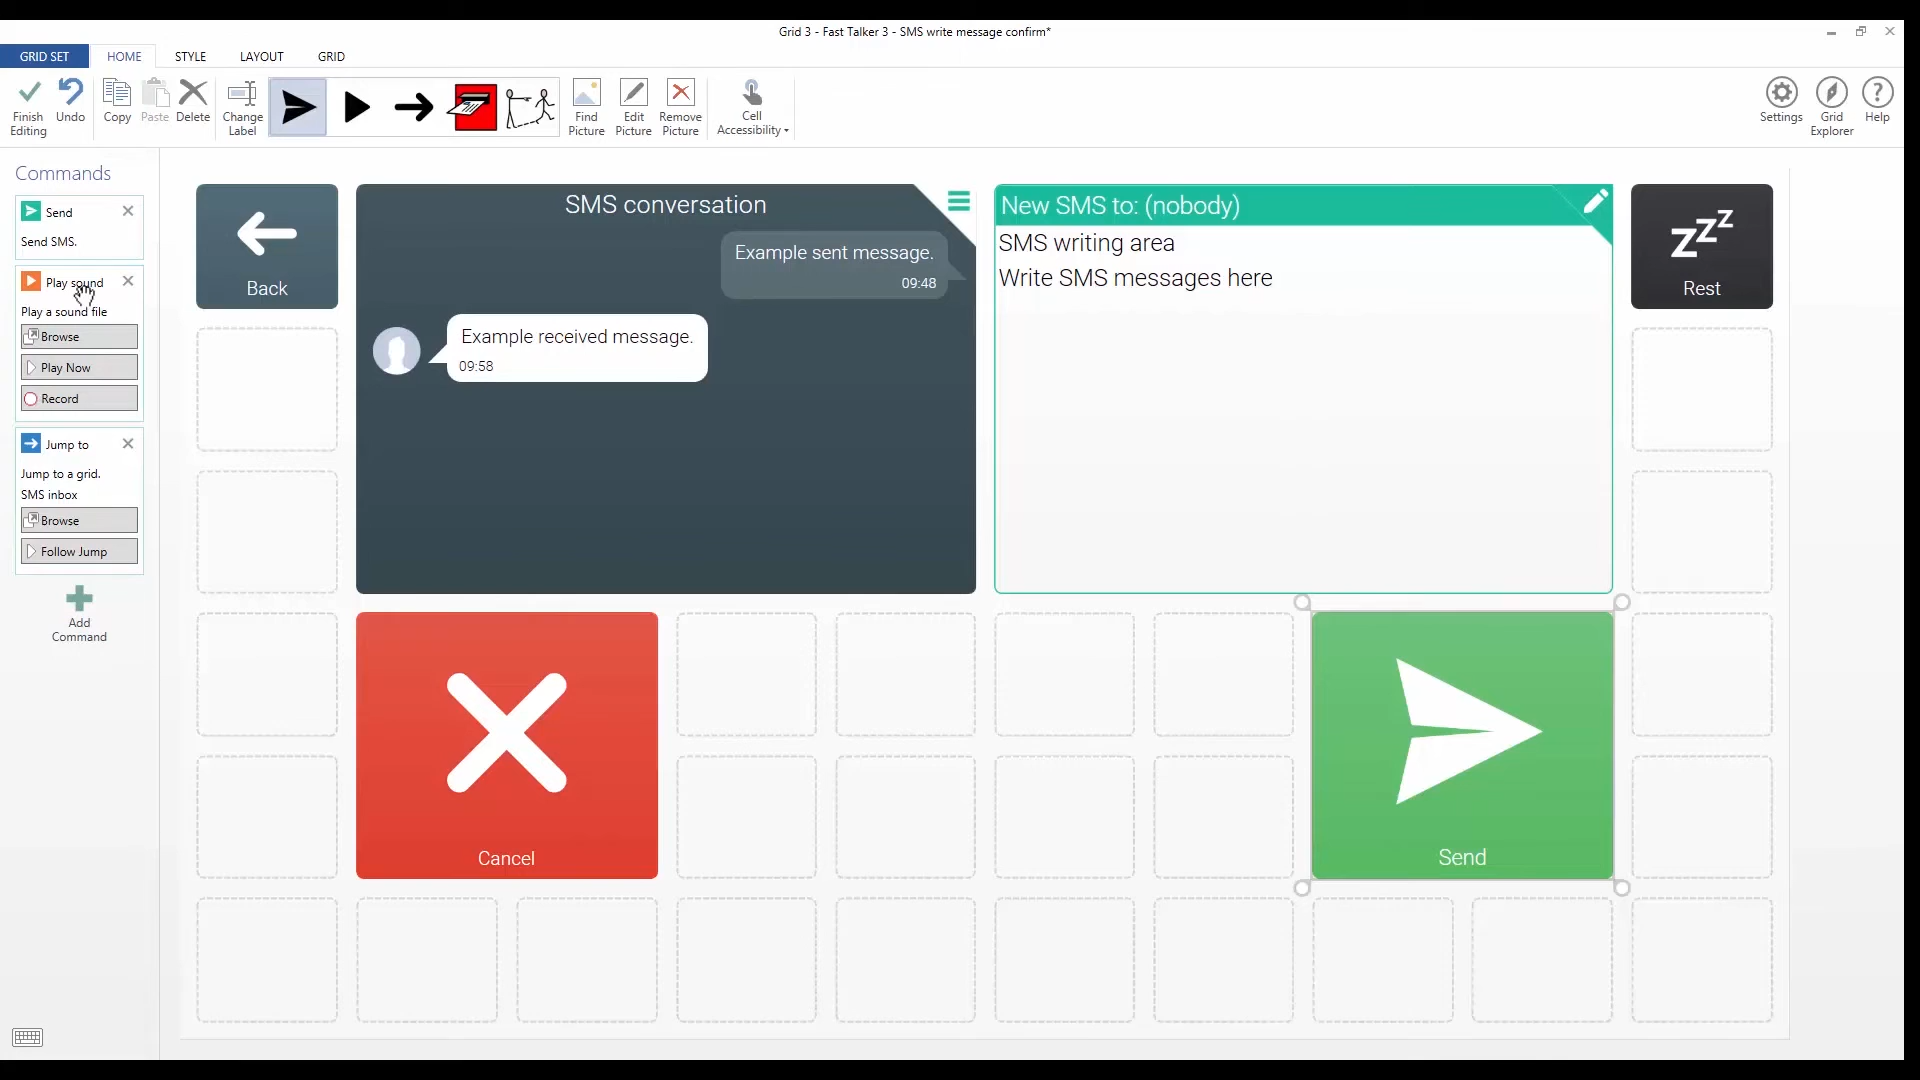 Grid 3 - Fast Talker 3 - SMS write message confirm*
GRID SET
HOME
STYLE
LAYOUT
GRID
Finish
Editing
Undo
Copy
Paste
Delete
Change
Label
Find
Picture
Edit
Picture
Remove
Picture
Cell
Accessibility
Settings
Grid
Explorer
Help
Commands
Send
Send SMS.
Play sound
Play a sound file
Browse
Play Now
Record
Jump to
Jump to a grid.
SMS inbox
Browse
Follow Jump
Add
Command
Back
SMS conversation
Example sent message.
09:48
Example received message.
09:58
New SMS to: (nobody)
SMS writing area
Write SMS messages here
zzz
Rest
Cancel
Send